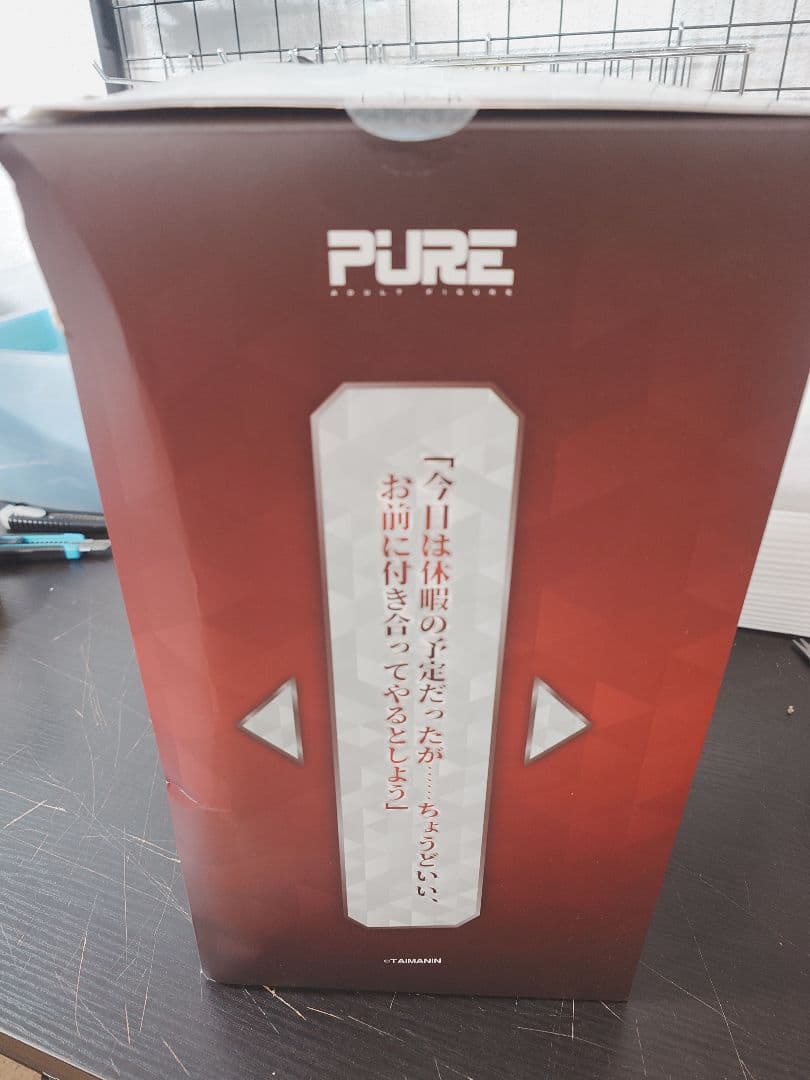 PURE
ADULT FIGURE
「今日は休暇の予定だったが……ちょうどいい、
お前に付き合ってやるとしよう」
©TAIMANIN